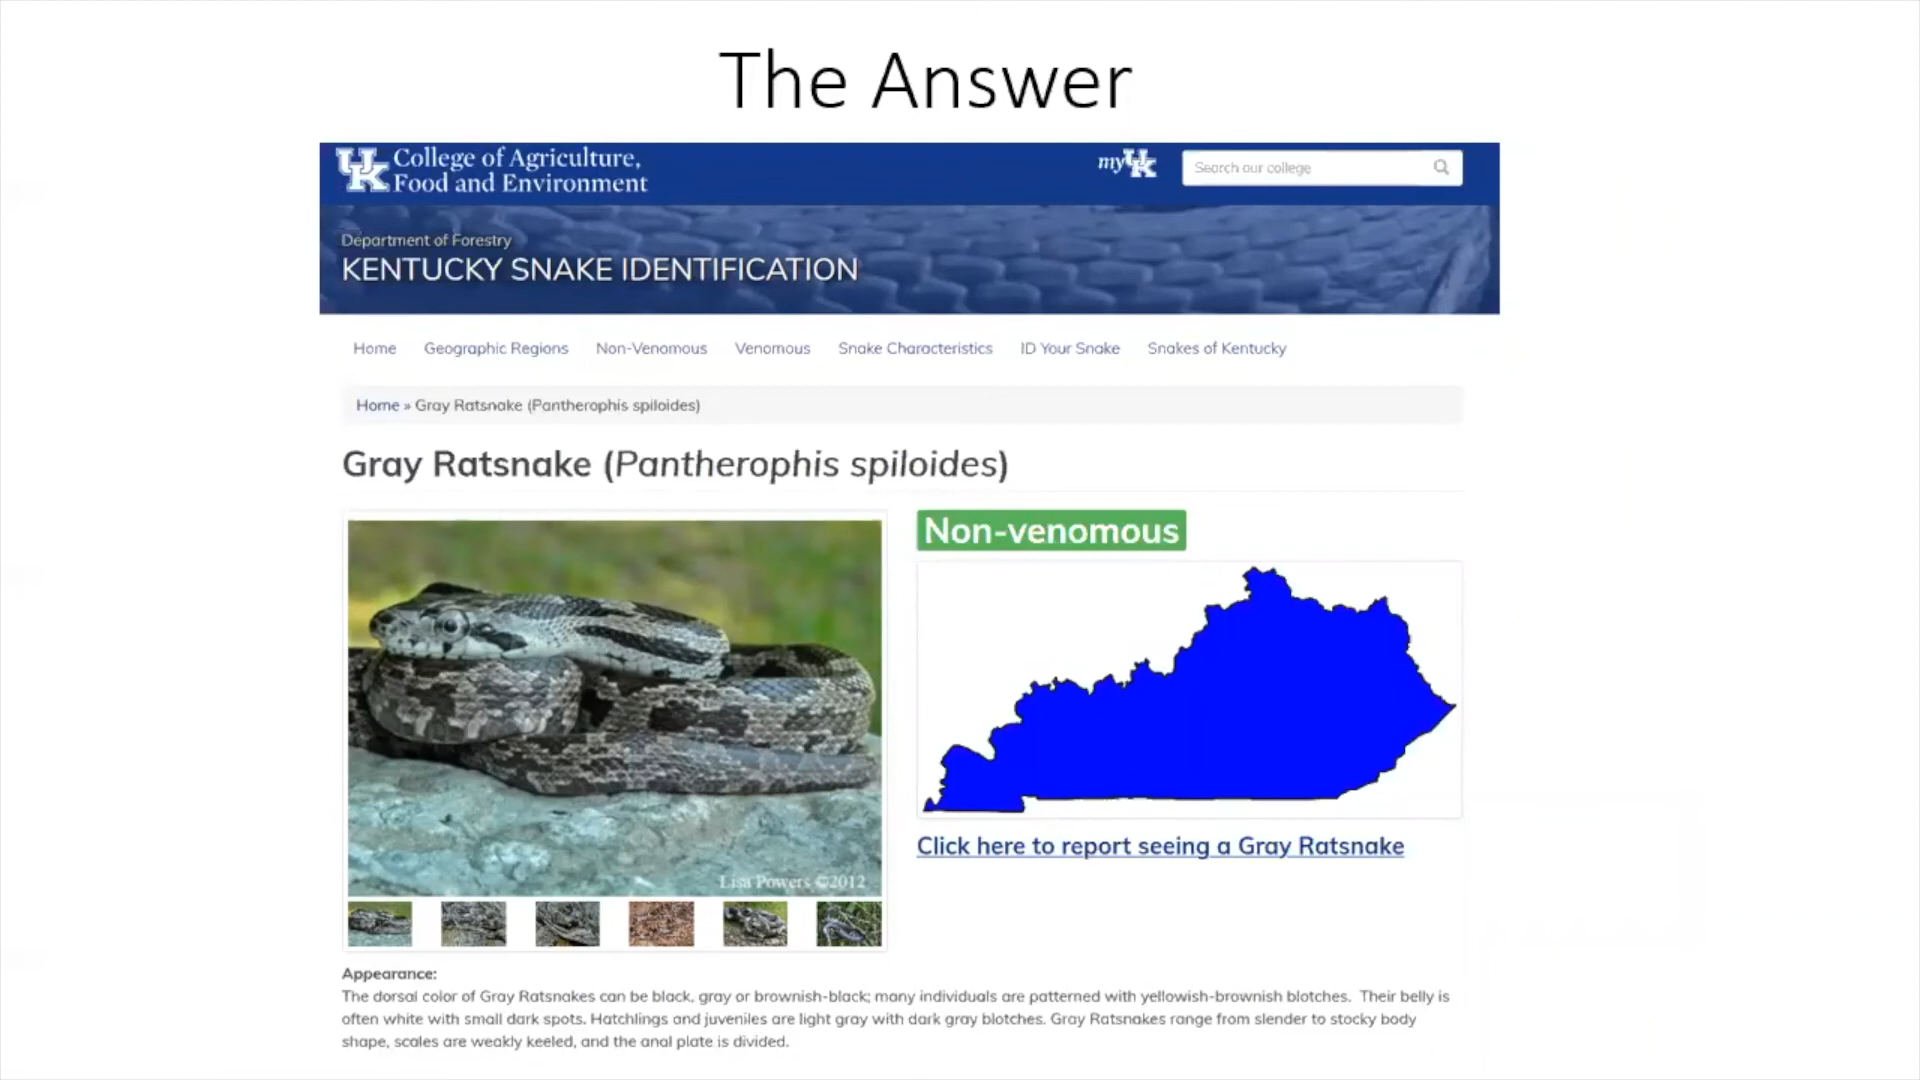 The Answer
UK College of Agriculture,
Food and Environment
myUK
Search our college
Department of Forestry
KENTUCKY SNAKE IDENTIFICATION
Home Geographic Regions Non-Venomous Venomous Snake Characteristics ID Your Snake Snakes of Kentucky
Home » Gray Ratsnake (Pantherophis spiloides)
Gray Ratsnake (Pantherophis spiloides)
Non-venomous
Lisa Powers ©2012
Click here to report seeing a Gray Ratsnake
Appearance:
The dorsal color of Gray Ratsnakes can be black, gray or brownish-black; many individuals are patterned with yellowish-brownish blotches. Their belly is
often white with small dark spots. Hatchlings and juveniles are light gray with dark gray blotches. Gray Ratsnakes range from slender to stocky body
shape, scales are weakly keeled, and the anal plate is divided.